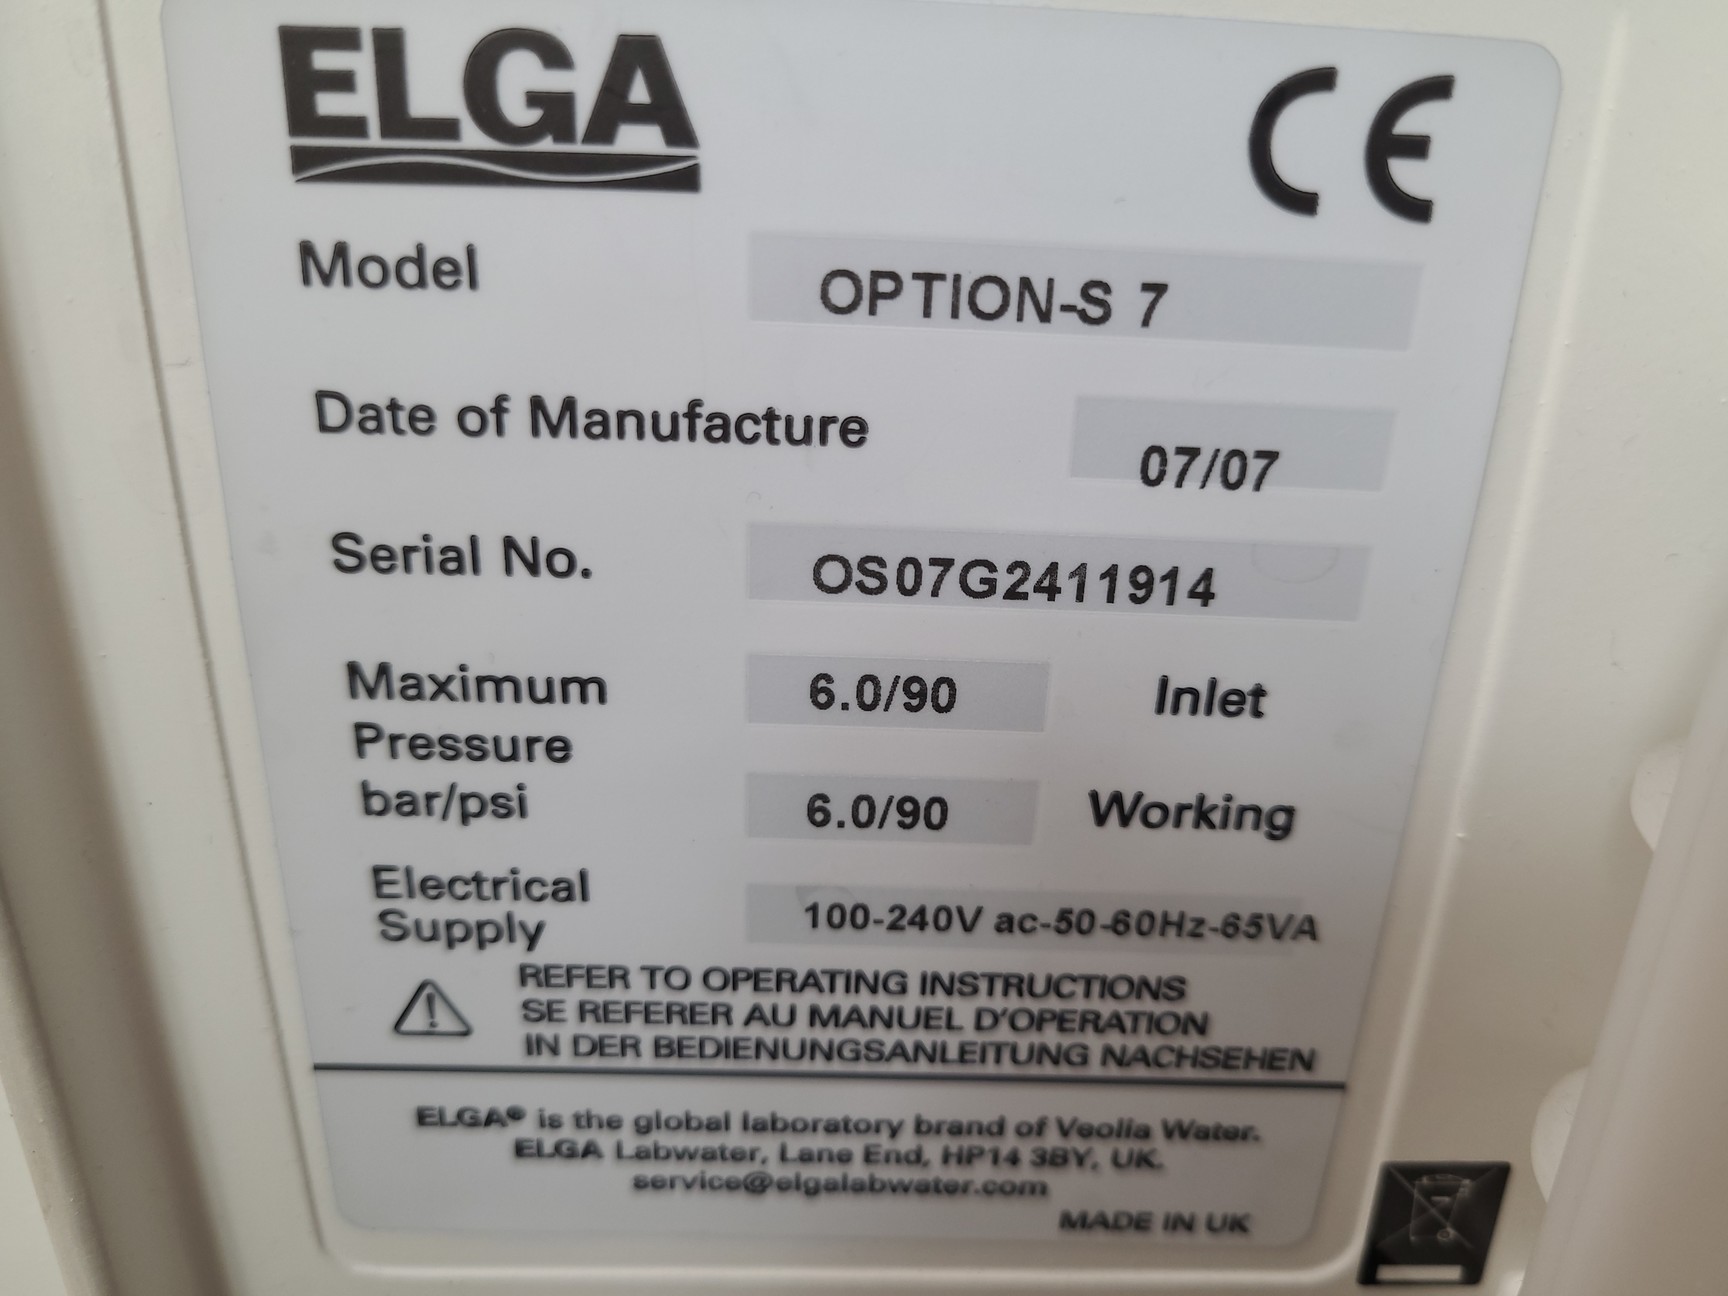 ELGA
CE
Model OPTION-S 7
Date of Manufacture 07/07
Serial No. OS07G2411914
Maximum 6.0/90 Inlet
Pressure
bar/psi 6.0/90 Working
Electrical
Supply 100-240V ac-50-60Hz-65VA
REFER TO OPERATING INSTRUCTIONS
SE REFERER AU MANUEL D'OPERATION
IN DER BEDIENUNGSANLEITUNG NACHSEHEN
ELGA® is the global laboratory brand of Veolia Water.
ELGA Labwater, Lane End, HP14 3BY, UK.
service@elgalabwater.com
MADE IN UK